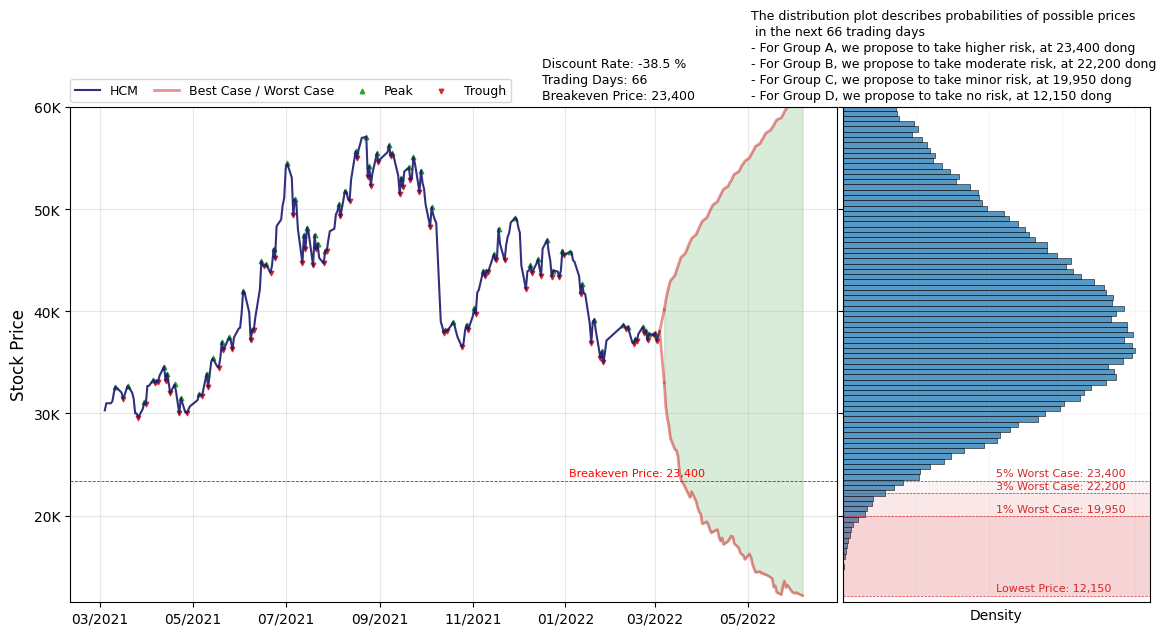 The distribution plot describes probabilities of possible prices
in the next 66 trading days
- For Group A, we propose to take higher risk, at 23,400 dong
- For Group B, we propose to take moderate risk, at 22,200 dong
- For Group C, we propose to take minor risk, at 19,950 dong
- For Group D, we propose to take no risk, at 12,150 dong
Discount Rate: -38.5 %
Trading Days: 66
Breakeven Price: 23,400
HCM Best Case / Worst Case Peak Trough
Stock Price
60K
50K
40K
30K
20K
Breakeven Price: 23,400
03/2021 05/2021 07/2021 09/2021 11/2021 01/2022 03/2022 05/2022
5% Worst Case: 23,400
3% Worst Case: 22,200
1% Worst Case: 19,950
Lowest Price: 12,150
Density